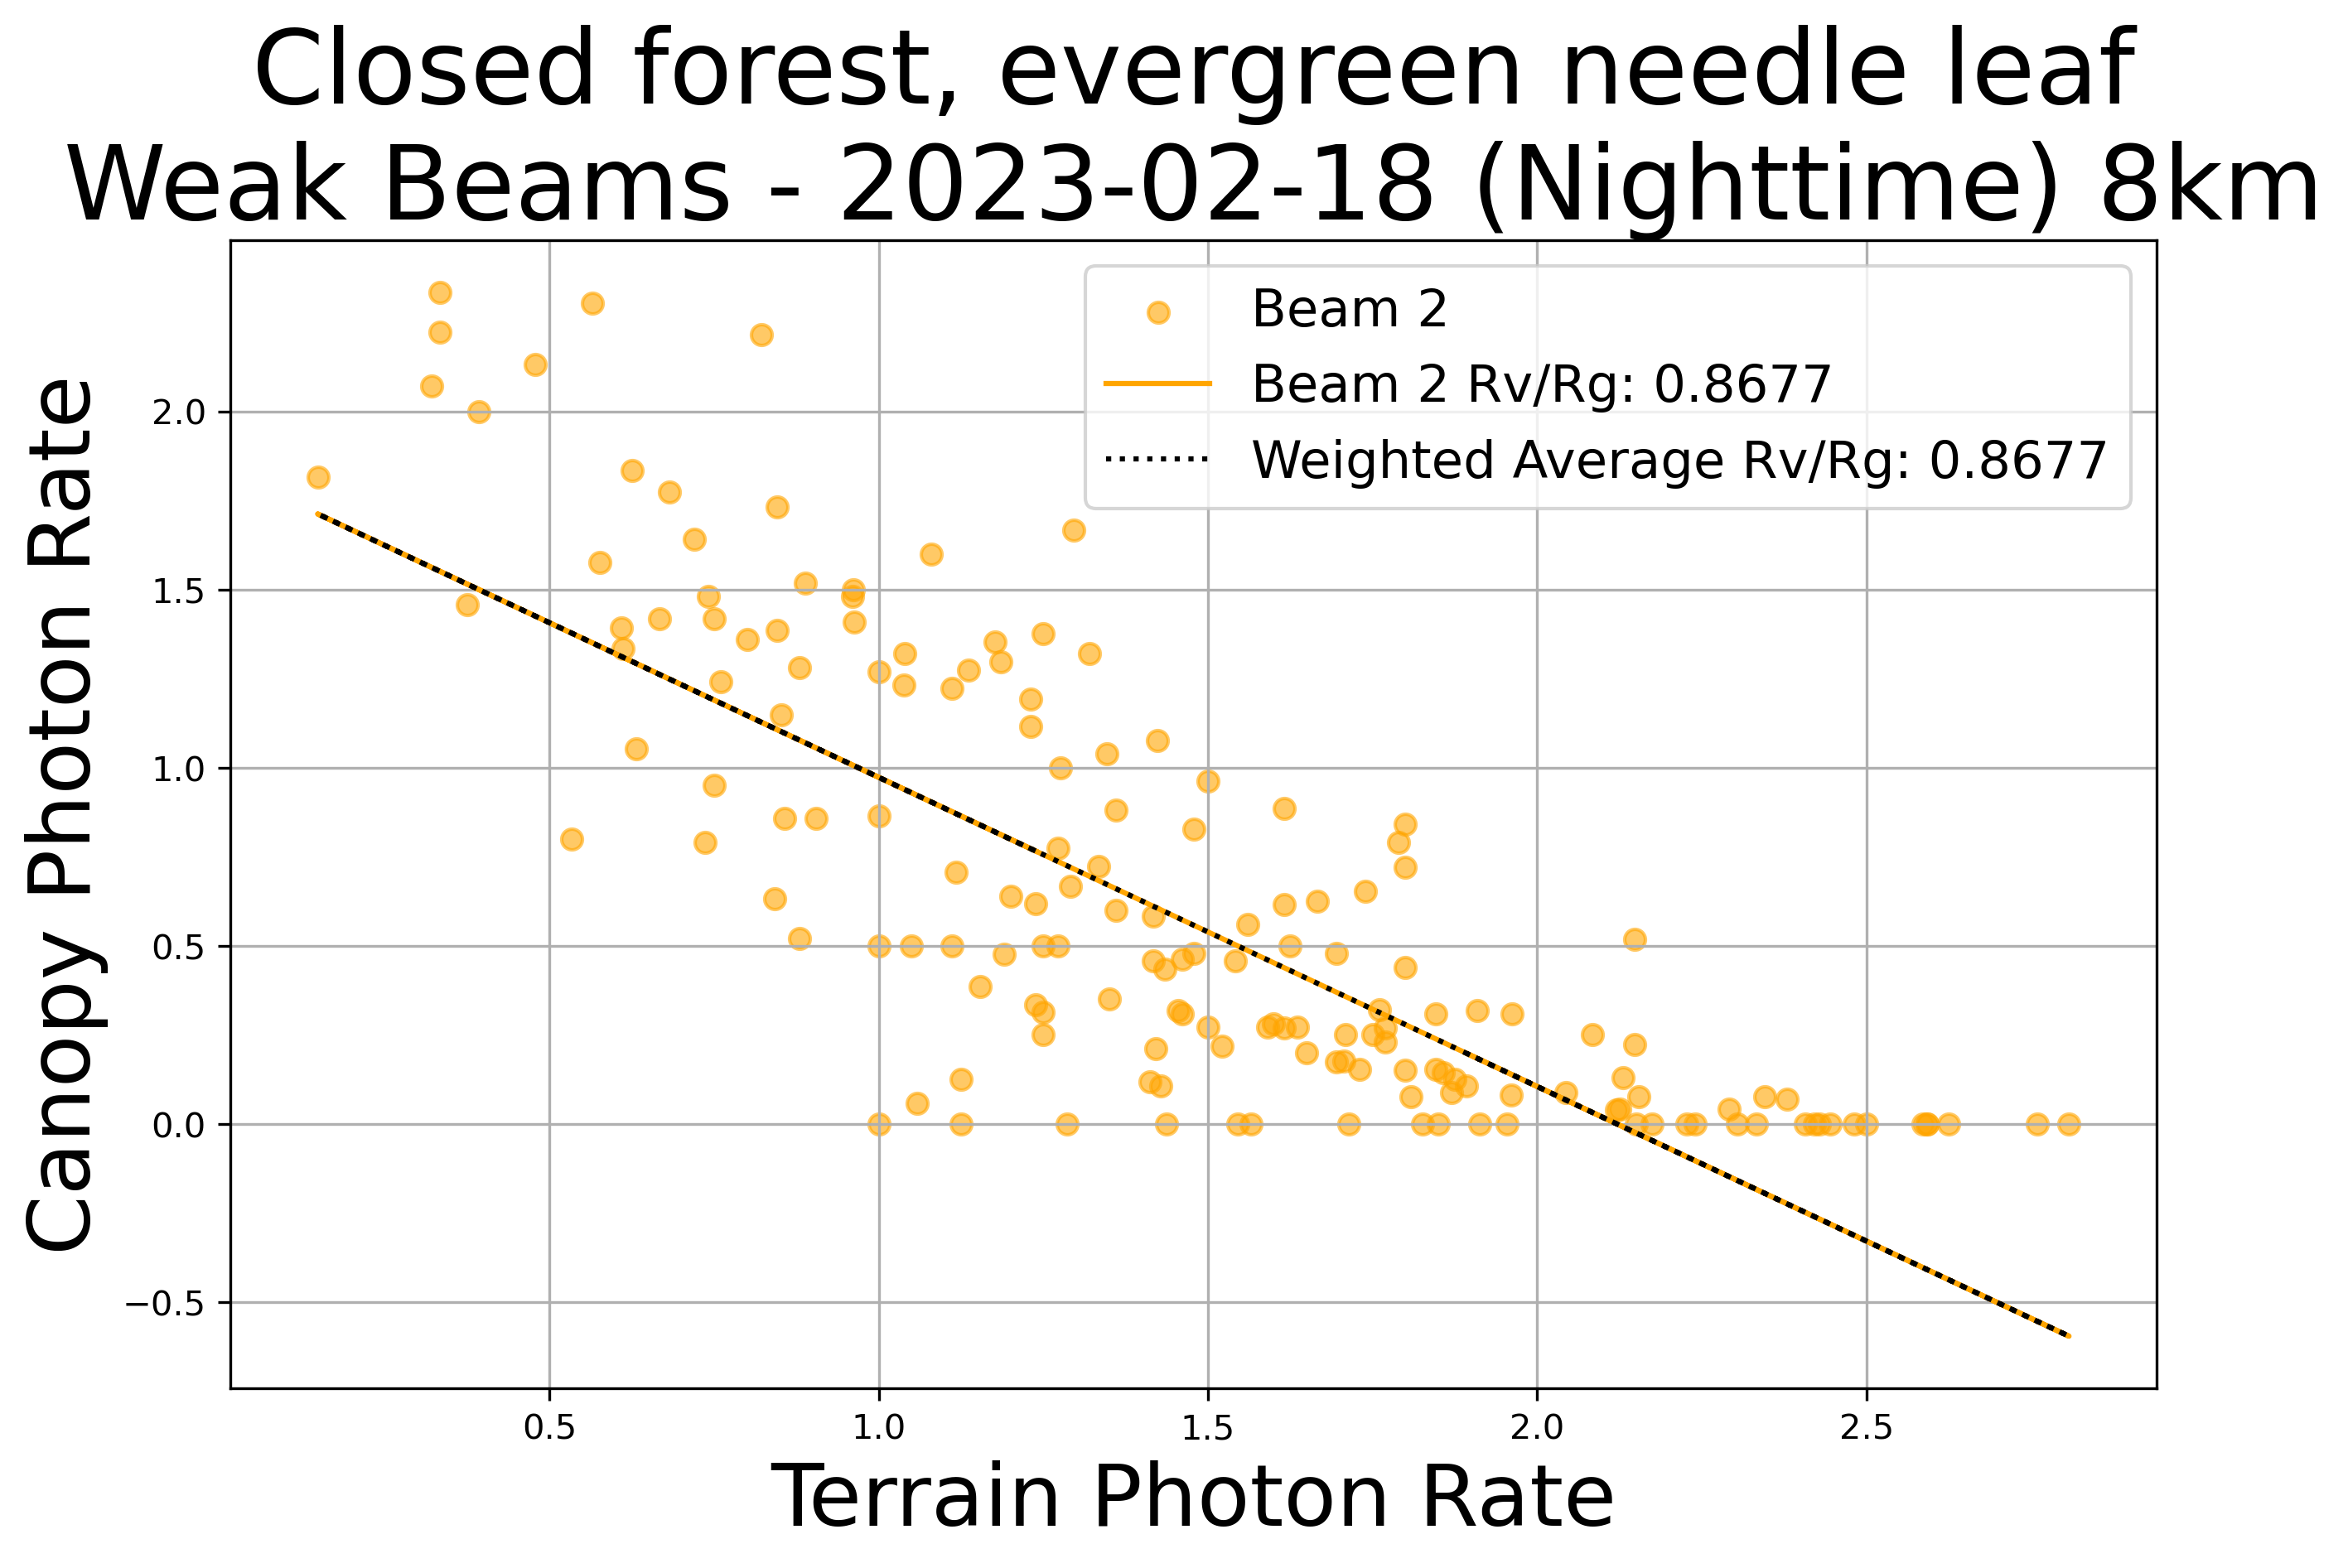 Closed forest, evergreen needle leaf
Weak Beams - 2023-02-18 (Nighttime) 8km
Beam 2
Beam 2 Rv/Rg: 0.8677
Weighted Average Rv/Rg: 0.8677
Canopy Photon Rate
2.0
1.5
1.0
0.5
0.0
−0.5
0.5 1.0 1.5 2.0 2.5
Terrain Photon Rate